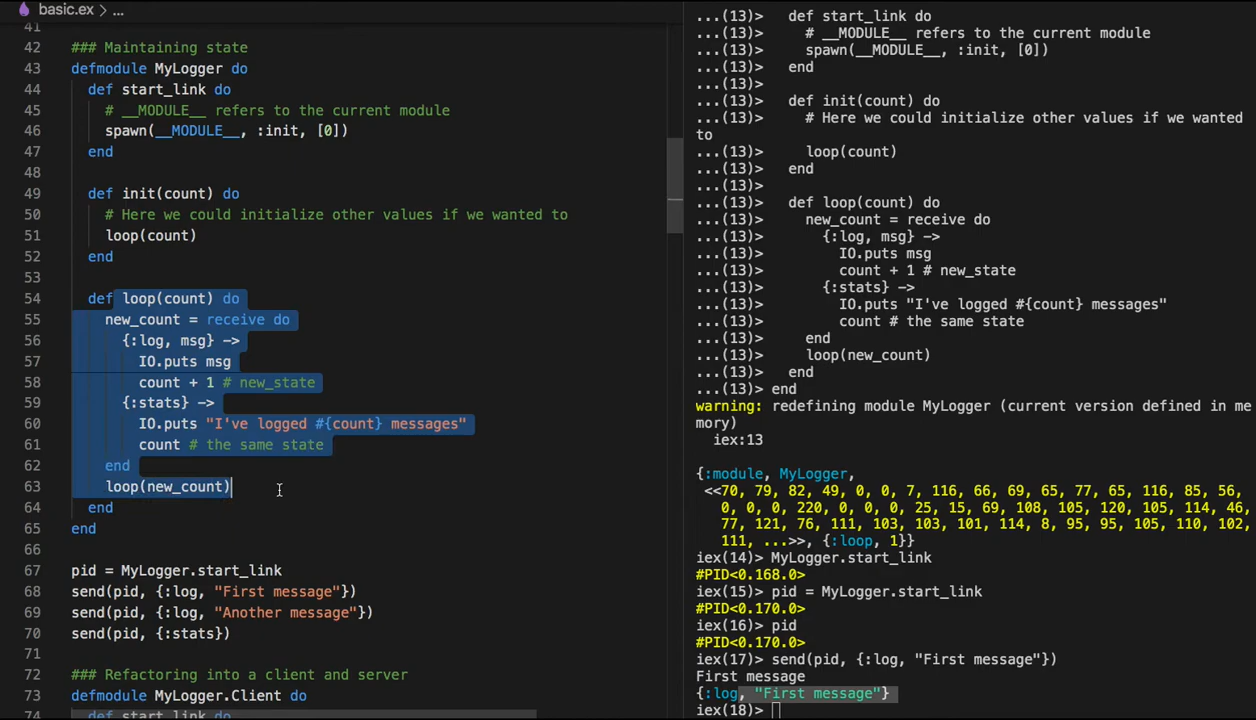 basic.ex > ...
41
42 ### Maintaining state
43 defmodule MyLogger do
44 def start_link do
45 # __MODULE__ refers to the current module
46 spawn(__MODULE__, :init, [0])
47 end
48
49 def init(count) do
50 # Here we could initialize other values if we wanted to
51 loop(count)
52 end
53
54 def loop(count) do
55 new_count = receive do
56 {:log, msg} ->
57 IO.puts msg
58 count + 1 # new_state
59 {:stats} ->
60 IO.puts "I've logged #{count} messages"
61 count # the same state
62 end
63 loop(new_count)
64 end
65 end
66
67 pid = MyLogger.start_link
68 send(pid, {:log, "First message"})
69 send(pid, {:log, "Another message"})
70 send(pid, {:stats})
71
72 ### Refactoring into a client and server
73 defmodule MyLogger.Client do
74 def start_link do
...(13)> def start_link do
...(13)> # __MODULE__ refers to the current module
...(13)> spawn(__MODULE__, :init, [0])
...(13)> end
...(13)>
...(13)> def init(count) do
...(13)> # Here we could initialize other values if we wanted
to
...(13)> loop(count)
...(13)> end
...(13)>
...(13)> def loop(count) do
...(13)> new_count = receive do
...(13)> {:log, msg} ->
...(13)> IO.puts msg
...(13)> count + 1 # new_state
...(13)> {:stats} ->
...(13)> IO.puts "I've logged #{count} messages"
...(13)> count # the same state
...(13)> end
...(13)> loop(new_count)
...(13)> end
...(13)> end
warning: redefining module MyLogger (current version defined in me
mory)
iex:13
{:module, MyLogger,
<<70, 79, 82, 49, 0, 0, 7, 116, 66, 69, 65, 77, 65, 116, 85, 56,
0, 0, 0, 220, 0, 0, 0, 25, 15, 69, 108, 105, 120, 105, 114, 46,
77, 121, 76, 111, 103, 103, 101, 114, 8, 95, 95, 105, 110, 102,
111, ...>>, {:loop, 1}}
iex(14)> MyLogger.start_link
#PID<0.168.0>
iex(15)> pid = MyLogger.start_link
#PID<0.170.0>
iex(16)> pid
#PID<0.170.0>
iex(17)> send(pid, {:log, "First message"})
First message
{:log, "First message"}
iex(18)>